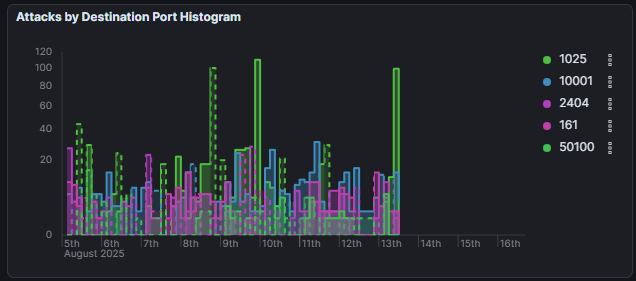 Attacks by Destination Port Histogram
120
100
80
60
40
20
0
5th
6th
7th
8th
9th
10th
11th
12th
13th
14th
15th
16th
August 2025
1025
10001
2404
161
50100